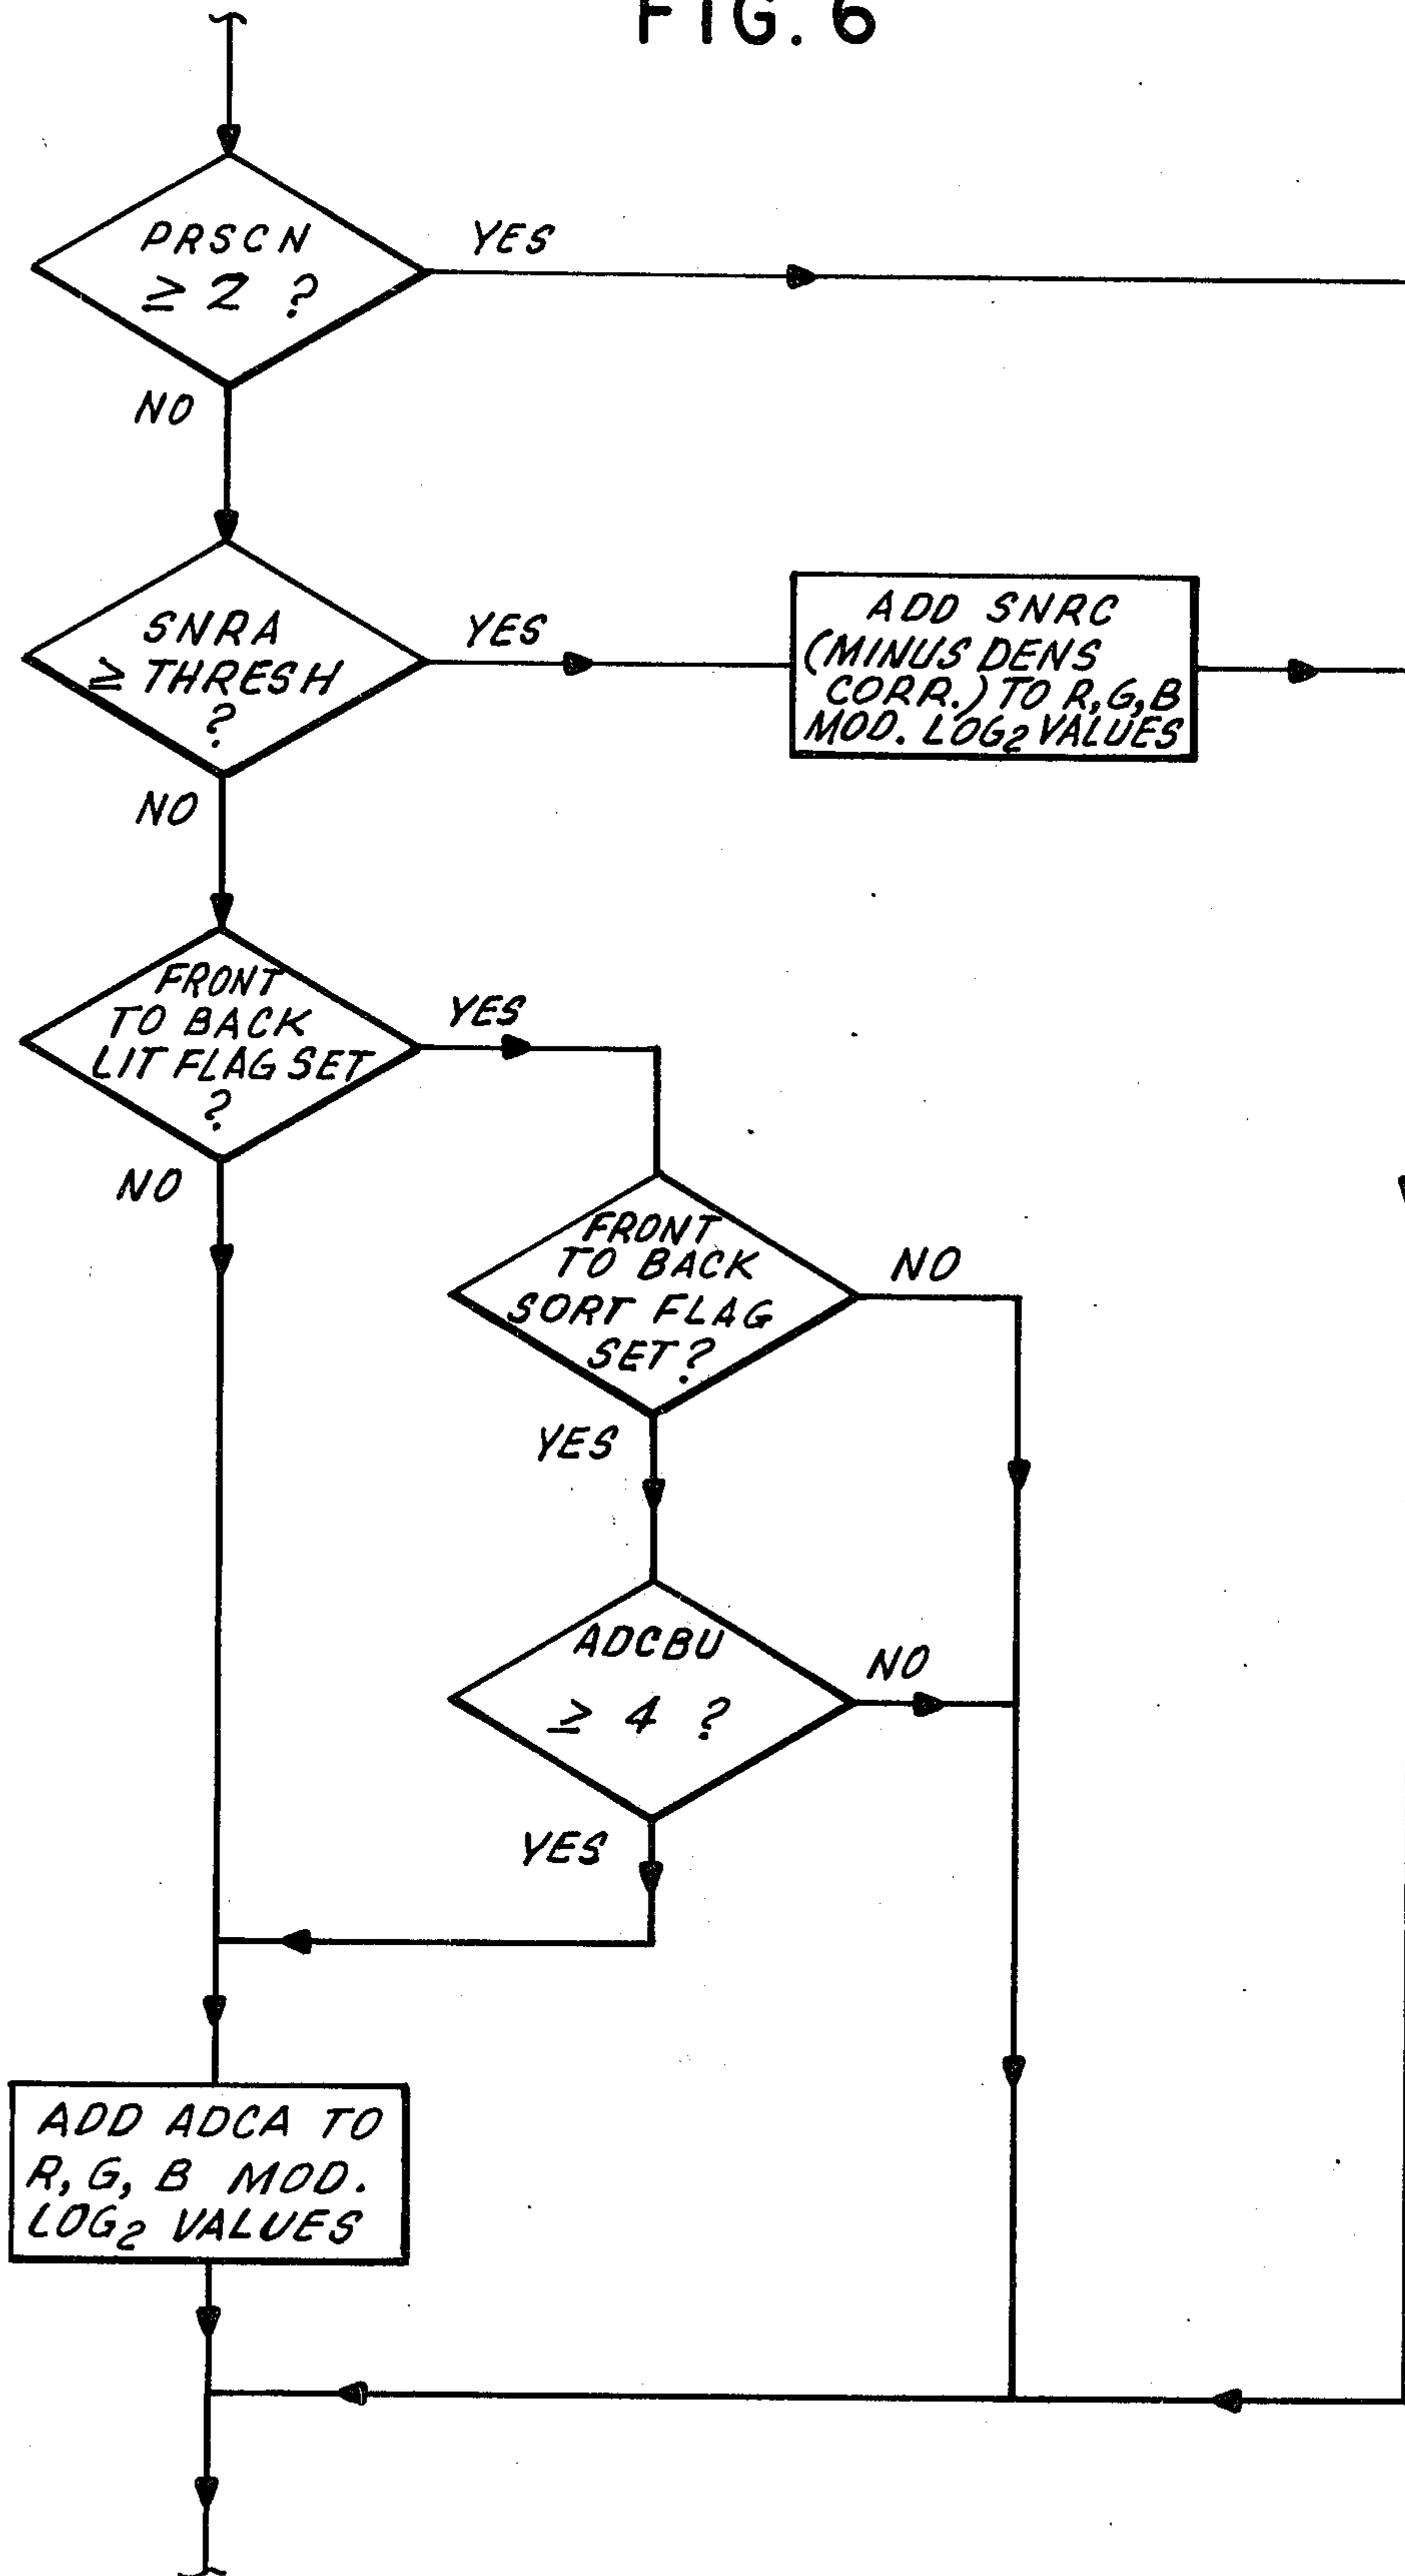 FIG. 6
PRSCN
≥ 2 ?
YES
NO
SNRA
≥ THRESH
?
YES
NO
ADD SNRC
(MINUS DENS
CORR.) TO R,G,B
MOD. LOG₂ VALUES
FRONT
TO BACK
LIT FLAG SET
?
YES
NO
FRONT
TO BACK
SORT FLAG
SET?
NO
YES
ADCBU
≥ 4 ?
NO
YES
ADD ADCA TO
R, G, B MOD.
LOG₂ VALUES